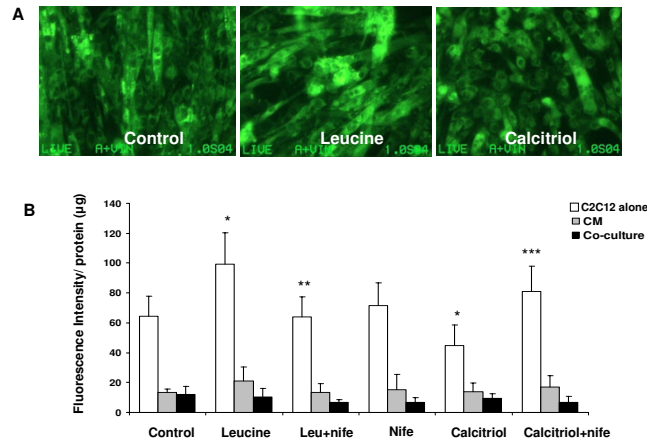 A
Control
LIVE A+VIN 1.0S04
Leucine
LIVE A+VIN 1.0S04
Calcitriol
LIVE A+VIN 1.0S04
B
Fluorescence Intensity/ protein (µg)
140
120
100
80
60
40
20
0
*
**
*
***
C2C12 alone
CM
Co-culture
Control
Leucine
Leu+nife
Nife
Calcitriol
Calcitriol+nife